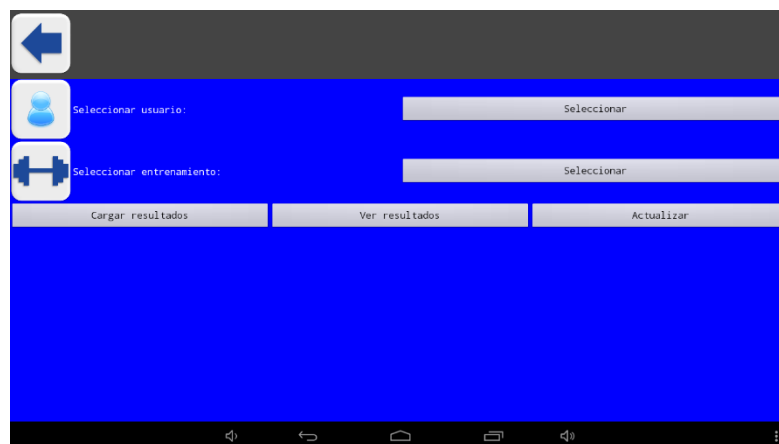 Seleccionar usuario: Seleccionar
Seleccionar entrenamiento: Seleccionar
Cargar resultados Ver resultados Actualizar